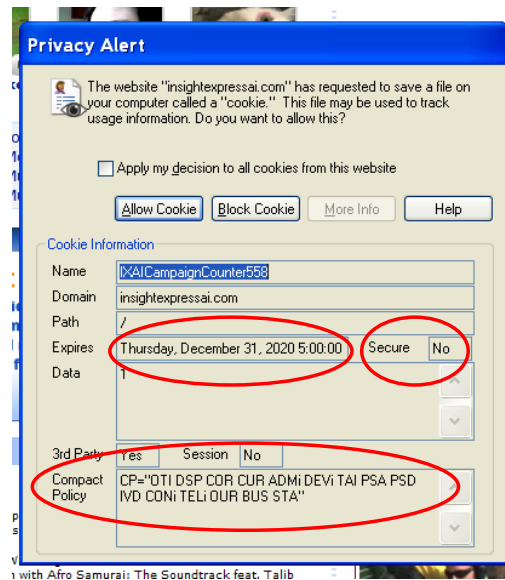 Privacy Alert
The website "insightexpressai.com" has requested to save a file on
your computer called a "cookie." This file may be used to track
usage information. Do you want to allow this?
Apply my decision to all cookies from this website
Allow Cookie Block Cookie More Info Help
Cookie Information
Name IXAICampaignCounter558
Domain insightexpressai.com
Path /
Expires Thursday, December 31, 2020 5:00:00 Secure No
Data 1
3rd Party Yes Session No
Compact CP="OTI DSP COR CUR ADMi DEVi TAI PSA PSD
Policy IVD CONi TELi OUR BUS STA"
with Afro Samurai: The Soundtrack feat. Talib